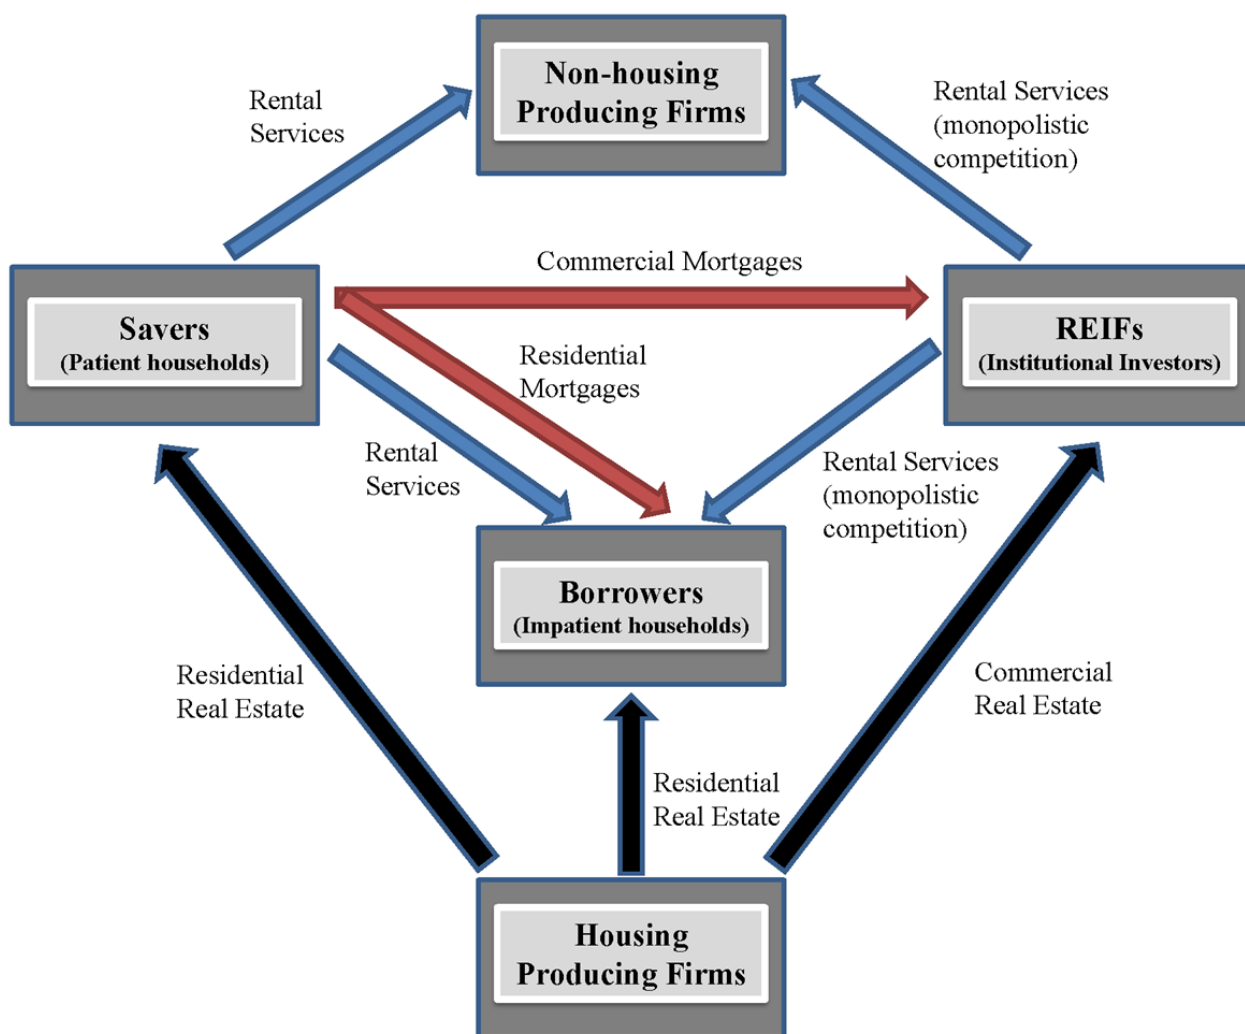 Non-housing
Producing Firms
Rental
Services
Rental Services
(monopolistic
competition)
Commercial Mortgages
Savers
(Patient households)
REIFs
(Institutional Investors)
Residential
Mortgages
Rental
Services
Rental Services
(monopolistic
competition)
Borrowers
(Impatient households)
Residential
Real Estate
Commercial
Real Estate
Residential
Real Estate
Housing
Producing Firms